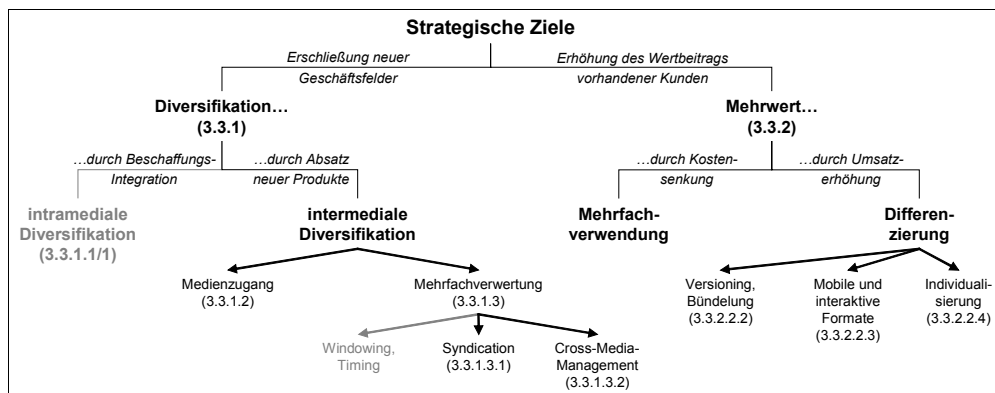 Strategische Ziele
Erschließung neuer
Geschäftsfelder
Erhöhung des Wertbeitrags
vorhandener Kunden
Diversifikation…
(3.3.1)
Mehrwert…
(3.3.2)
…durch Beschaffungs-
Integration
…durch Absatz
neuer Produkte
…durch Kosten-
senkung
…durch Umsatz-
erhöhung
intramediale
Diversifikation
(3.3.1.1/1)
intermediale
Diversifikation
Mehrfach-
verwendung
Differen-
zierung
Medienzugang
(3.3.1.2)
Mehrfachverwertung
(3.3.1.3)
Versioning,
Bündelung
(3.3.2.2.2)
Mobile und
interaktive
Formate
(3.3.2.2.3)
Individuali-
sierung
(3.3.2.2.4)
Windowing,
Timing
Syndication
(3.3.1.3.1)
Cross-Media-
Management
(3.3.1.3.2)